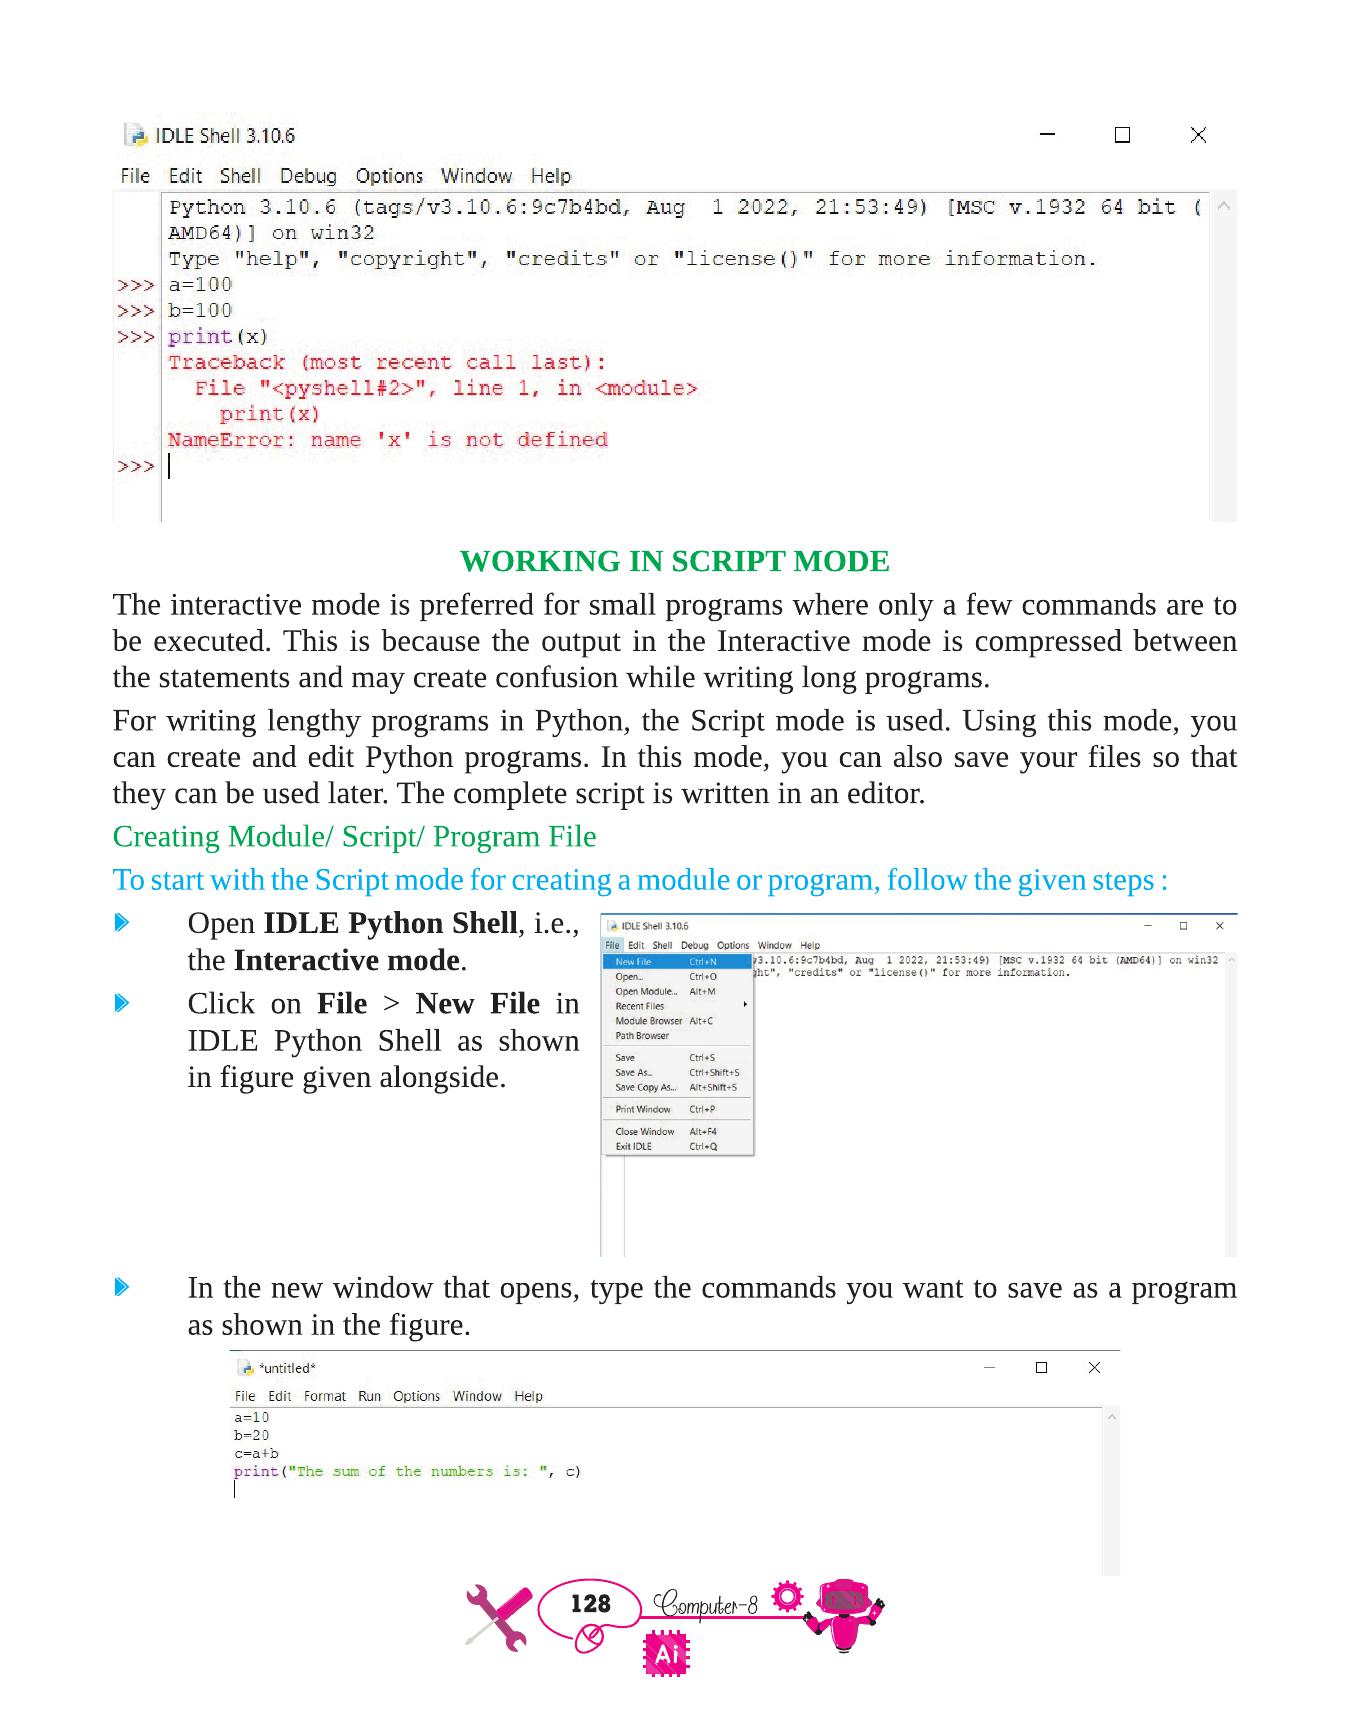 IDLE Shell 3.10.6
File Edit Shell Debug Options Window Help
Python 3.10.6 (tags/v3.10.6:9c7b4bd, Aug  1 2022, 21:53:49) [MSC v.1932 64 bit (
AMD64)] on win32
Type "help", "copyright", "credits" or "license()" for more information.
>>> a=100
>>> b=100
>>> print(x)
Traceback (most recent call last):
  File "<pyshell#2>", line 1, in <module>
    print(x)
NameError: name 'x' is not defined
>>>
WORKING IN SCRIPT MODE
The interactive mode is preferred for small programs where only a few commands are to
be executed. This is because the output in the Interactive mode is compressed between
the statements and may create confusion while writing long programs.
For writing lengthy programs in Python, the Script mode is used. Using this mode, you
can create and edit Python programs. In this mode, you can also save your files so that
they can be used later. The complete script is written in an editor.
Creating Module/ Script/ Program File
To start with the Script mode for creating a module or program, follow the given steps :
Open IDLE Python Shell, i.e.,
the Interactive mode.
Click on File > New File in
IDLE Python Shell as shown
in figure given alongside.
IDLE Shell 3.10.6
File Edit Shell Debug Options Window Help
v3.10.6:9c7b4bd, Aug  1 2022, 21:53:49) [MSC v.1932 64 bit (AMD64)] on win32
ht", "credits" or "license()" for more information.
New File Ctrl+N
Open... Ctrl+O
Open Module... Alt+M
Recent Files
Module Browser Alt+C
Path Browser
Save Ctrl+S
Save As... Ctrl+Shift+S
Save Copy As... Alt+Shift+S
Print Window Ctrl+P
Close Window Alt+F4
Exit IDLE Ctrl+Q
In the new window that opens, type the commands you want to save as a program
as shown in the figure.
*untitled*
File Edit Format Run Options Window Help
a=10
b=20
c=a+b
print("The sum of the numbers is: ", c)
128 Computer-8
Ai